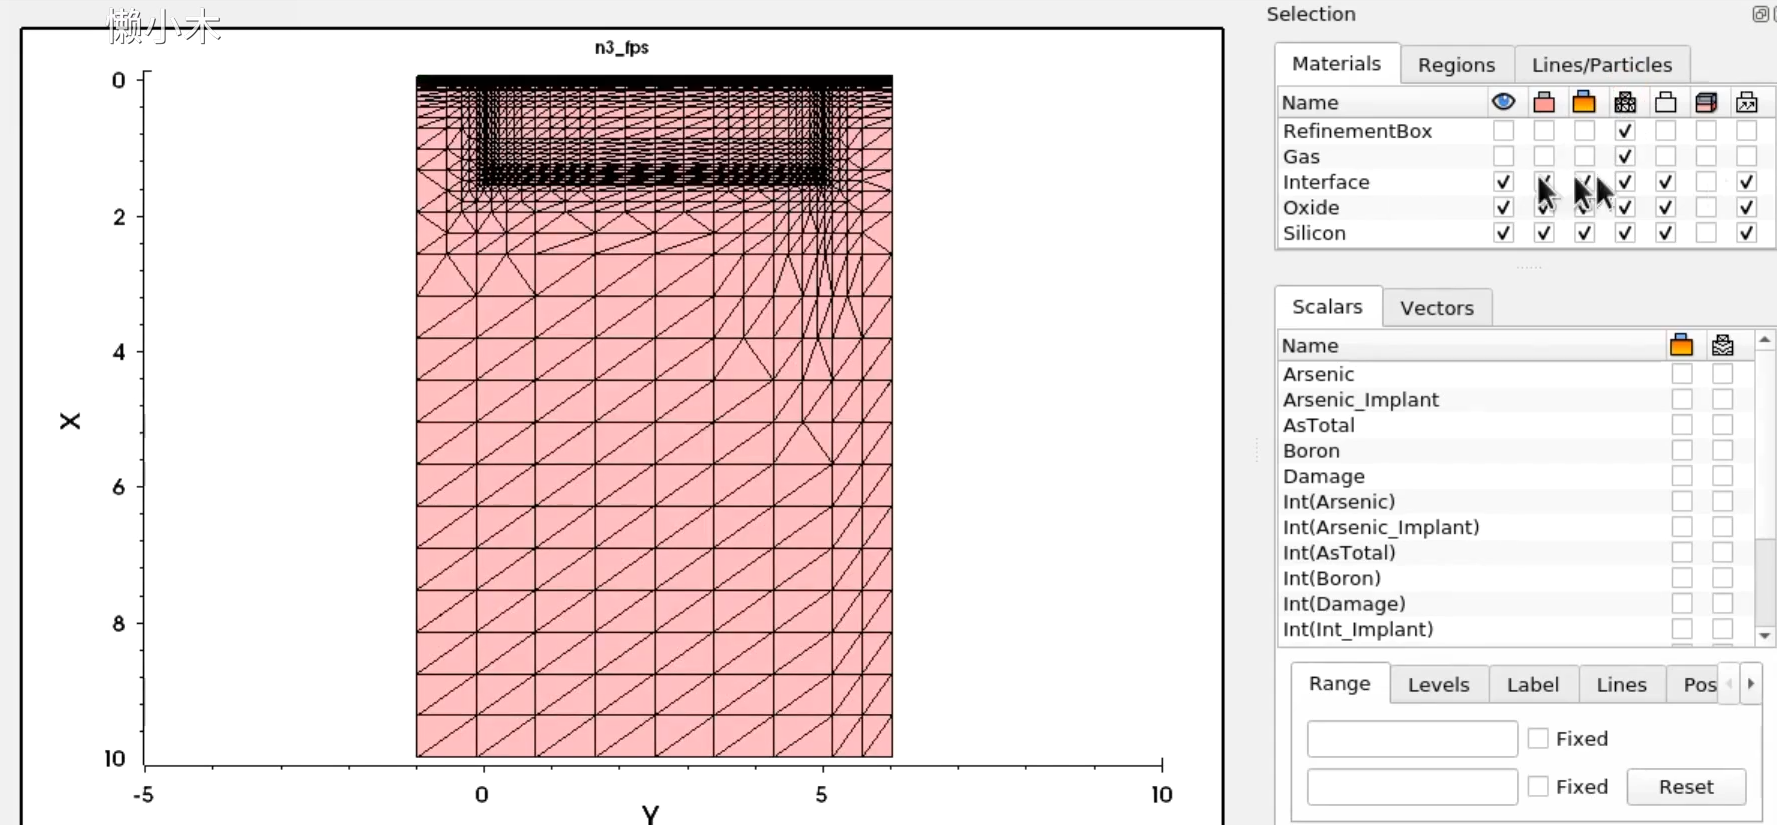 懒小木
Selection
n3_fps
Materials Regions Lines/Particles
Name
RefinementBox
Gas
Interface
Oxide
Silicon
Scalars Vectors
Name
Arsenic
Arsenic_Implant
AsTotal
Boron
Damage
Int(Arsenic)
Int(Arsenic_Implant)
Int(AsTotal)
Int(Boron)
Int(Damage)
Int(Int_Implant)
Range Levels Label Lines Pos
Fixed
Fixed Reset
0
2
4
X
6
8
10
-5 0 5 10
Y